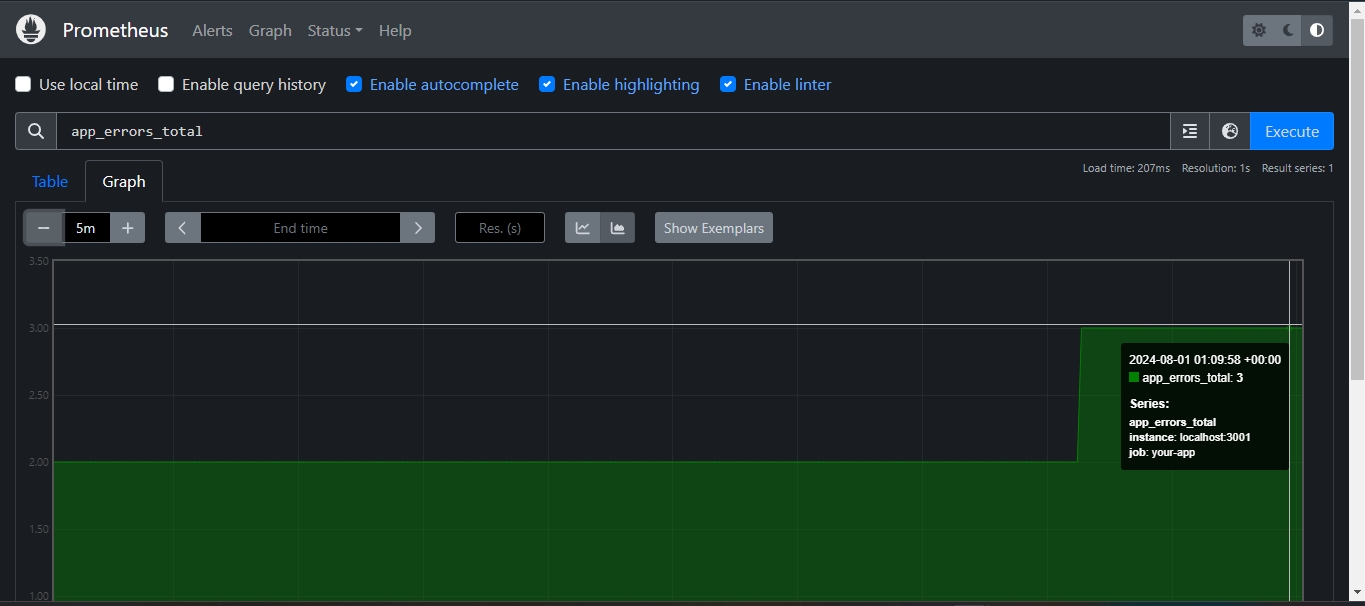 Prometheus Alerts Graph Status Help
Use local time Enable query history Enable autocomplete Enable highlighting Enable linter
app_errors_total Execute
Load time: 207ms Resolution: 1s Result series: 1
Table Graph
5m End time Res. (s) Show Exemplars
3.50
3.00
2024-08-01 01:09:58 +00:00
app_errors_total: 3
2.50
Series:
app_errors_total
instance: localhost:3001
job: your-app
2.00
1.50
1.00